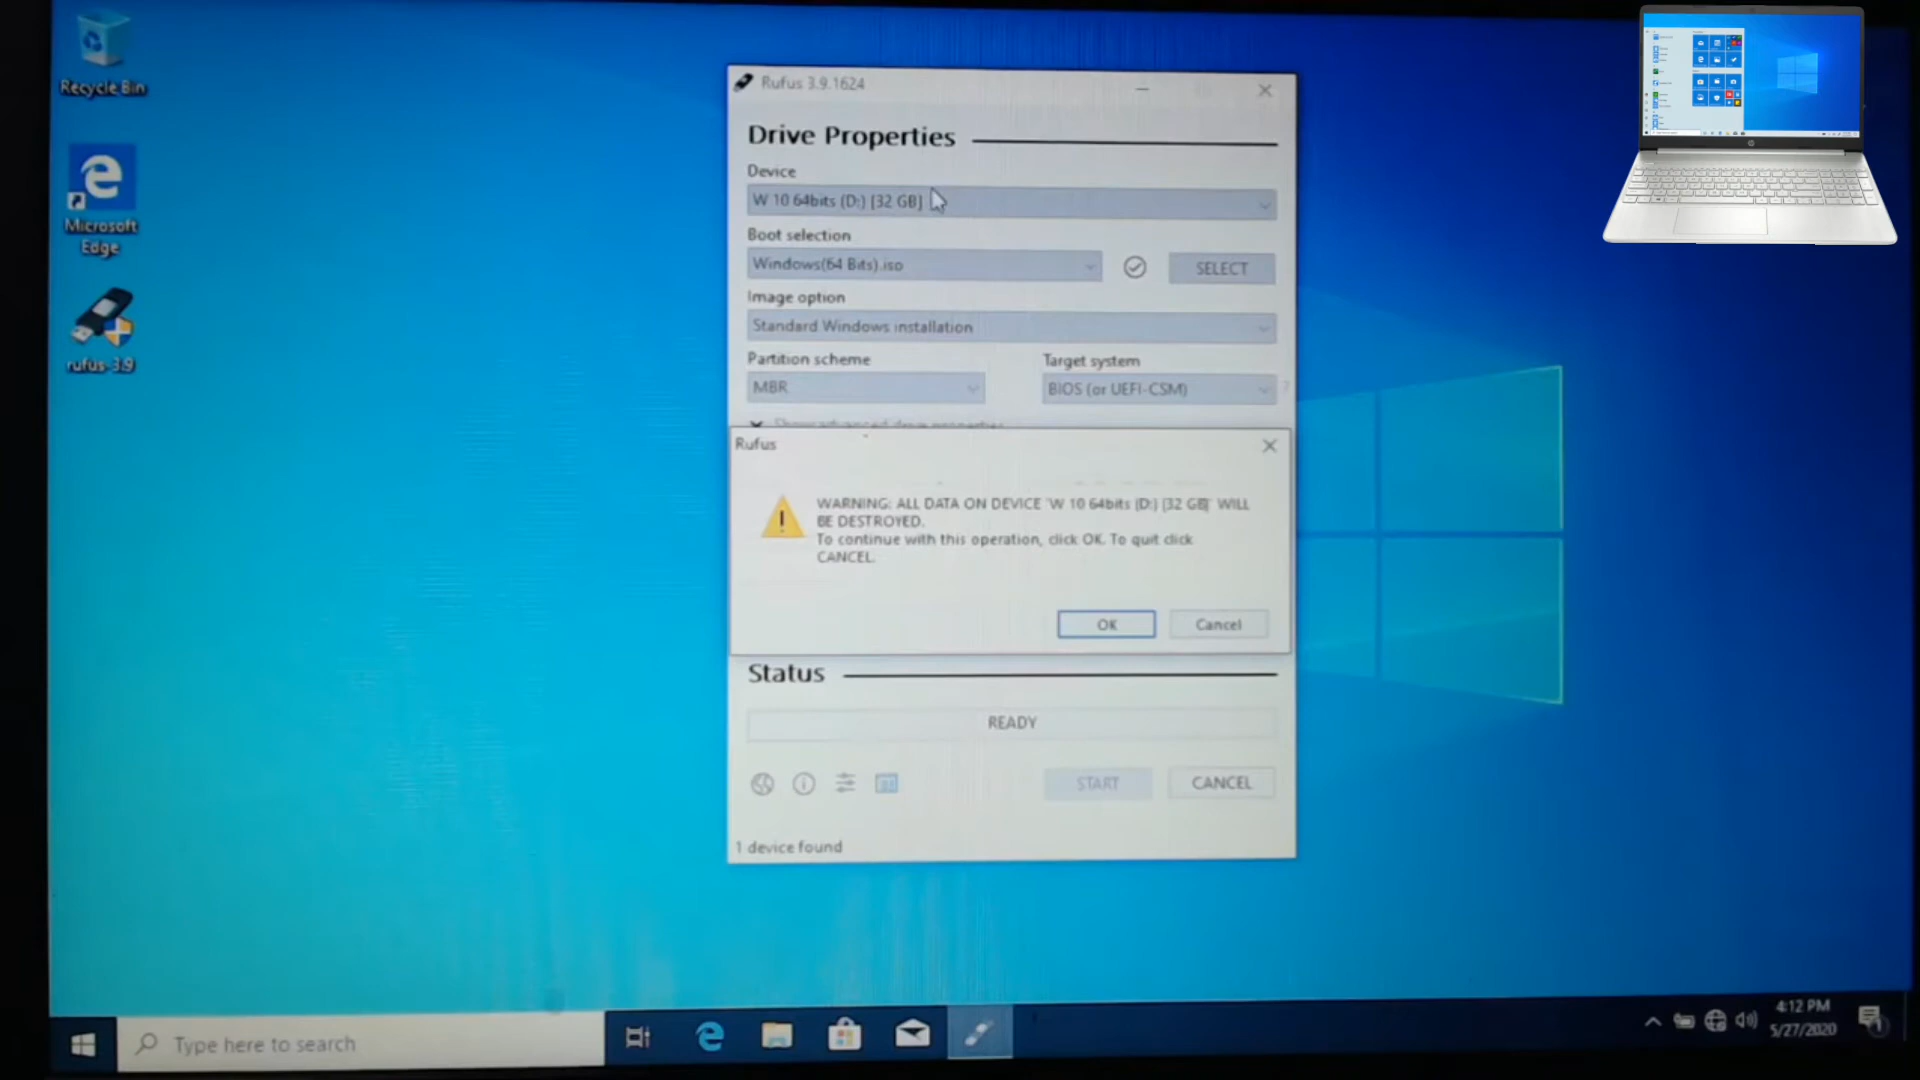 Recycle Bin
Microsoft
Edge
rufus-3.9
Rufus 3.9.1624
Drive Properties
Device
W 10 64bits (D:) [32 GB]
Boot selection
Windows(64 Bits).iso
SELECT
Image option
Standard Windows installation
Partition scheme
Target system
MBR
BIOS (or UEFI-CSM)
?
Show advanced drive properties
Rufus
WARNING: ALL DATA ON DEVICE 'W 10 64bits (D:) [32 GB]' WILL
BE DESTROYED.
To continue with this operation, click OK. To quit click
CANCEL.
OK
Cancel
Status
READY
START
CANCEL
1 device found
Type here to search
4:12 PM
5/27/2020